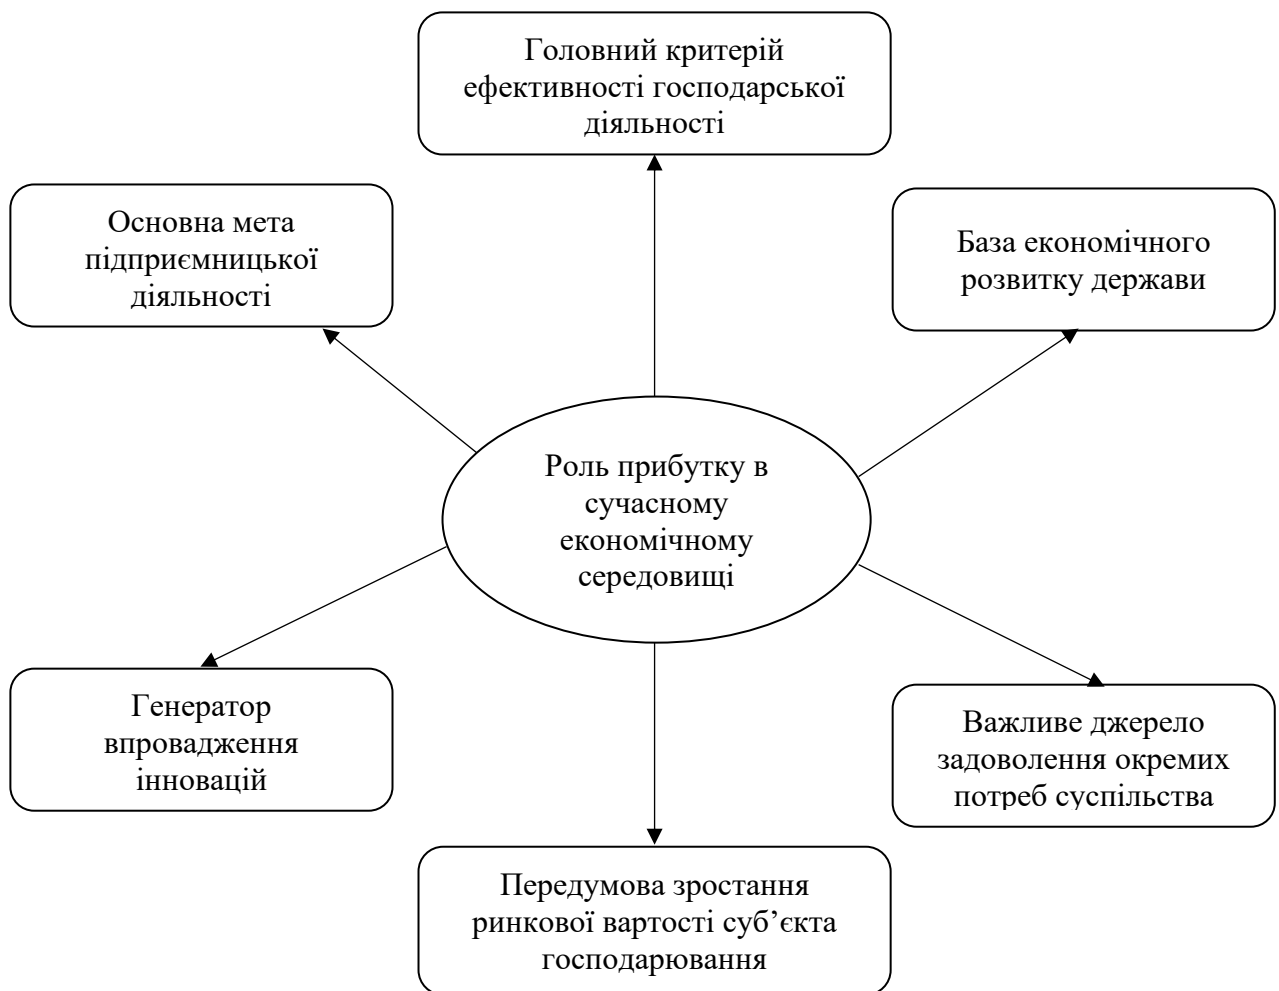 Головний критерій
ефективності господарської
діяльності
Основна мета
підприємницької
діяльності
База економічного
розвитку держави
Роль прибутку в
сучасному
економічному
середовищі
Генератор
впровадження
інновацій
Важливе джерело
задоволення окремих
потреб суспільства
Передумова зростання
ринкової вартості суб’єкта
господарювання